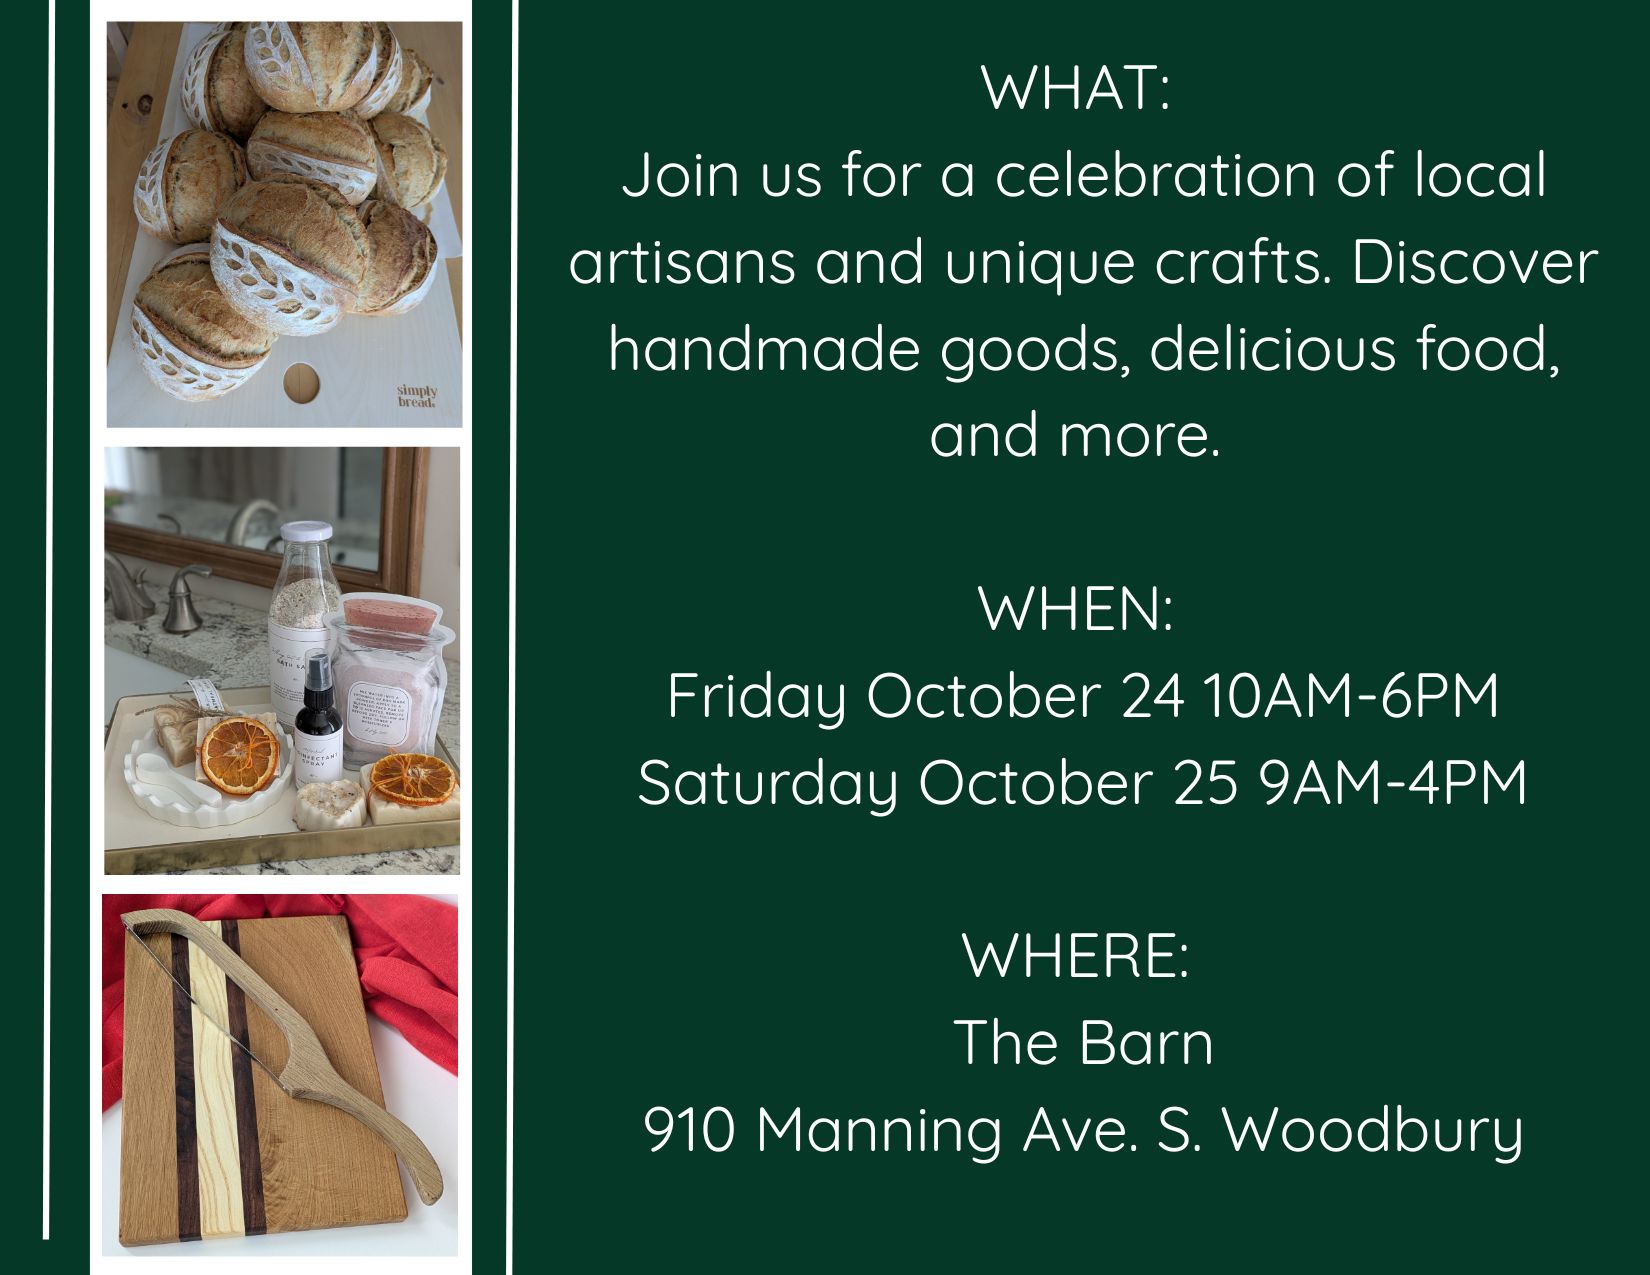 simply
bread.
BATH SA
SPRAY
WHAT:
Join us for a celebration of local
artisans and unique crafts. Discover
handmade goods, delicious food,
and more.
WHEN:
Friday October 24 10AM-6PM
Saturday October 25 9AM-4PM
WHERE:
The Barn
910 Manning Ave. S. Woodbury